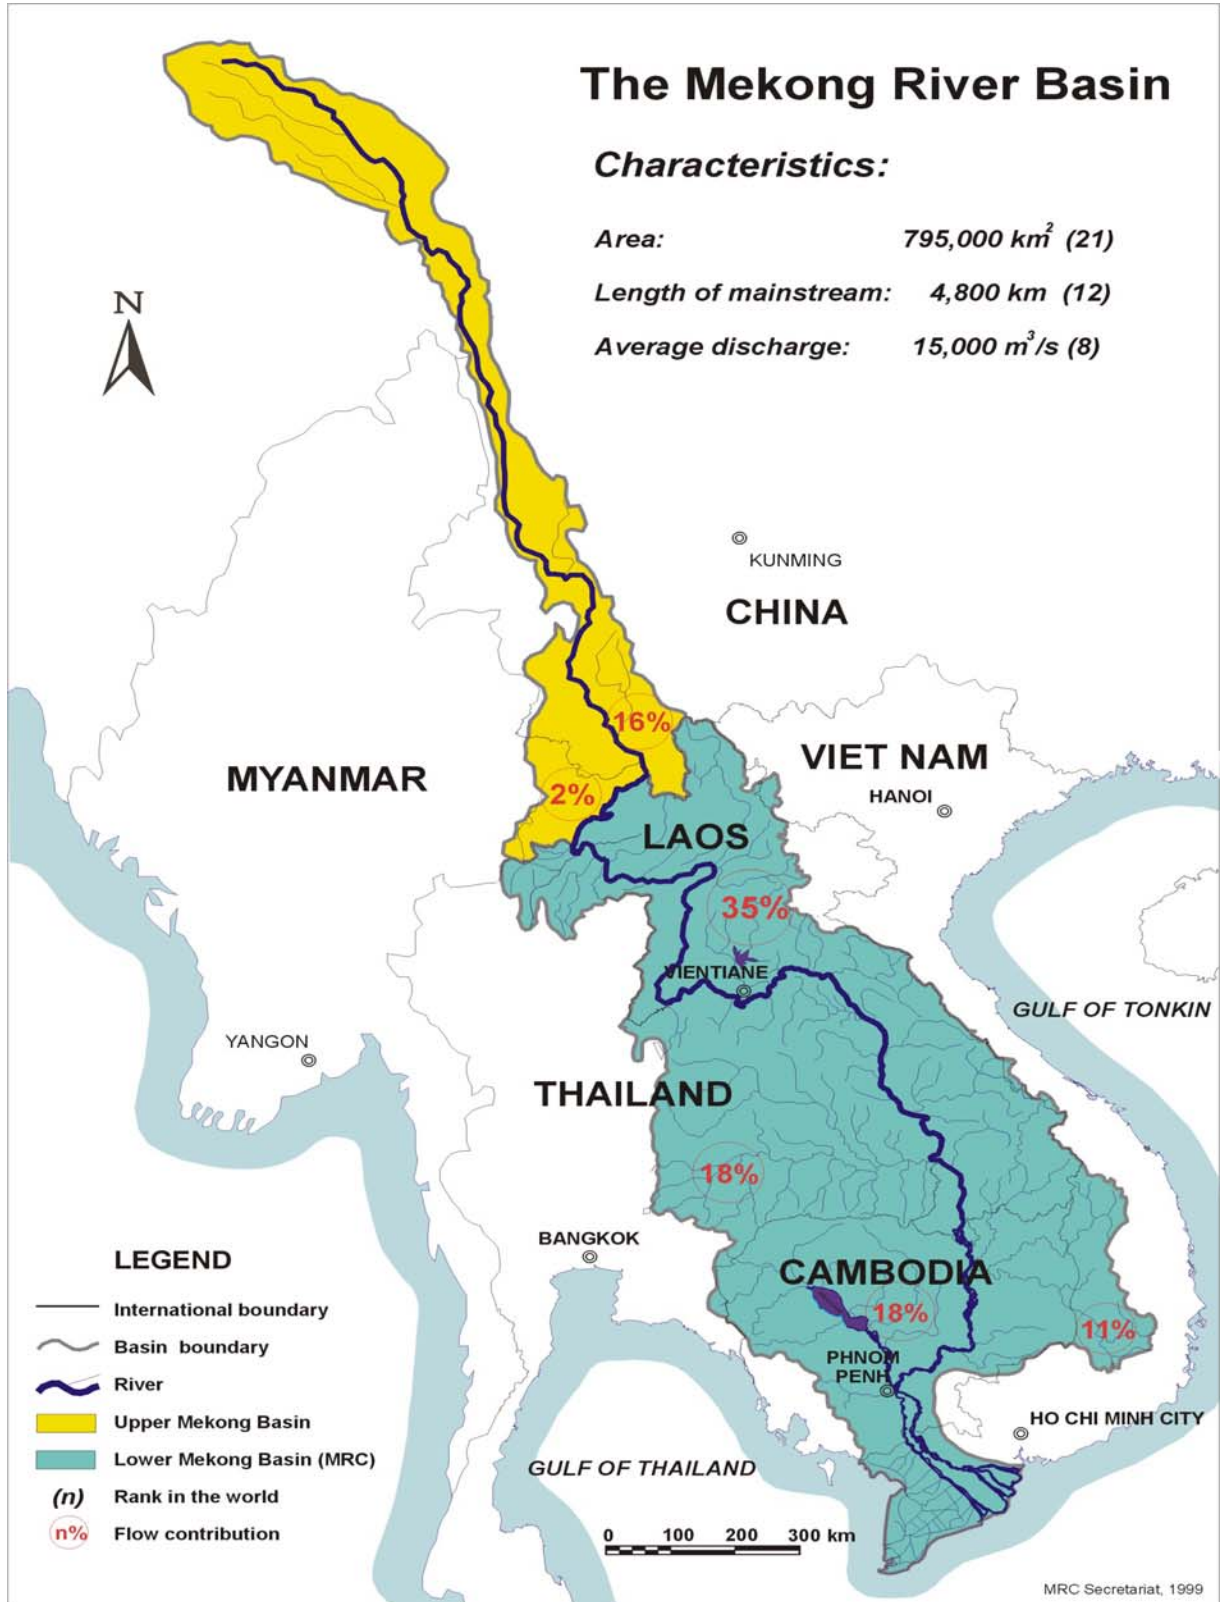 The Mekong River Basin
Characteristics:
Area: 795,000 km² (21)
Length of mainstream: 4,800 km (12)
Average discharge: 15,000 m³/s (8)
N
KUNMING
CHINA
16%
VIET NAM
MYANMAR
2%
HANOI
LAOS
35%
VIENTIANE
GULF OF TONKIN
YANGON
THAILAND
18%
BANGKOK
CAMBODIA
18%
11%
PHNOM
PENH
HO CHI MINH CITY
GULF OF THAILAND
LEGEND
International boundary
Basin boundary
River
Upper Mekong Basin
Lower Mekong Basin (MRC)
(n) Rank in the world
n% Flow contribution
0 100 200 300 km
MRC Secretariat, 1999